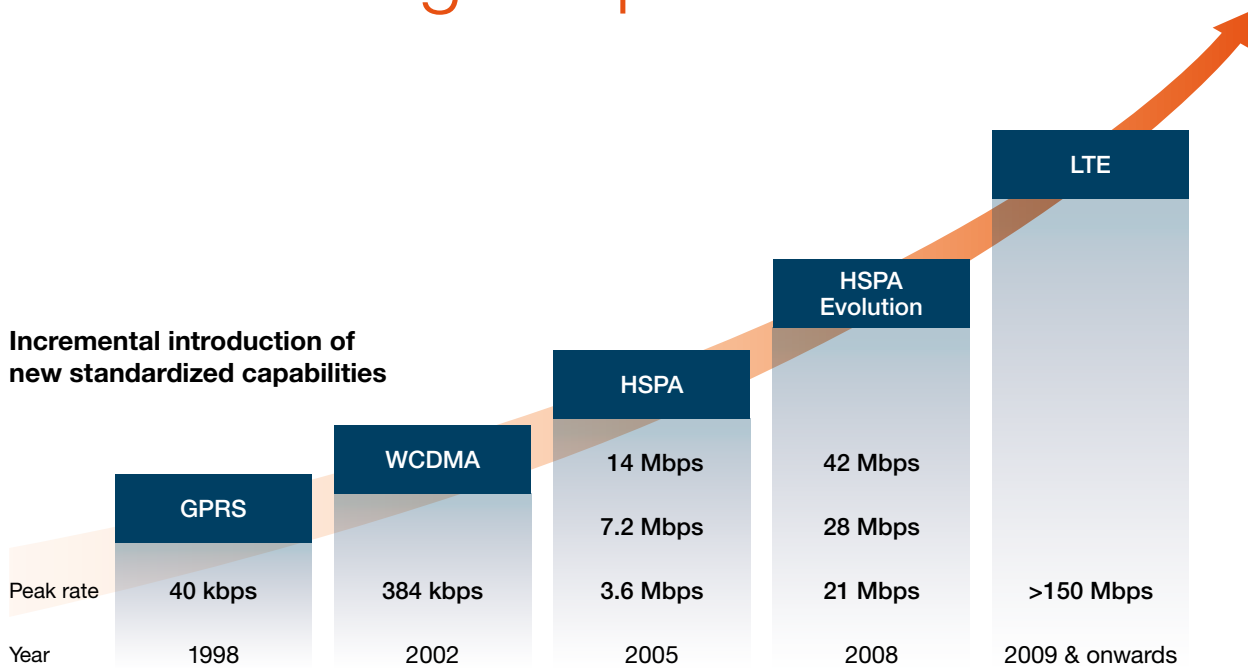 LTE
HSPA
Evolution
Incremental introduction of
new standardized capabilities
HSPA
WCDMA
14 Mbps
42 Mbps
GPRS
7.2 Mbps
28 Mbps
Peak rate
40 kbps
384 kbps
3.6 Mbps
21 Mbps
>150 Mbps
Year
1998
2002
2005
2008
2009 & onwards